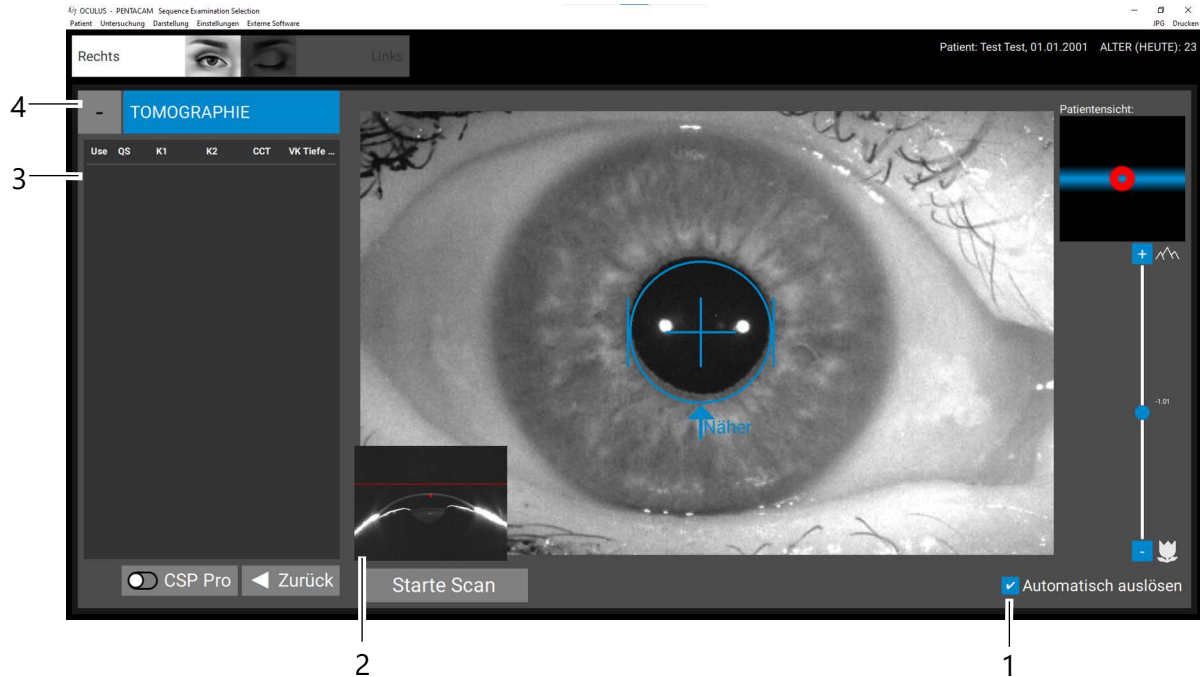 OCULUS - PENTACAM Sequence Examination Selection
Patient Untersuchung Darstellung Einstellungen Externe Software
JPG Drucken
Rechts
Links
Patient: Test Test, 01.01.2001 ALTER (HEUTE): 23
4
- TOMOGRAPHIE
Patientensicht:
Use QS K1 K2 CCT VK Tiefe ...
3
+
-1.01
Näher
-
CSP Pro
Zurück
Starte Scan
Automatisch auslösen
2
1